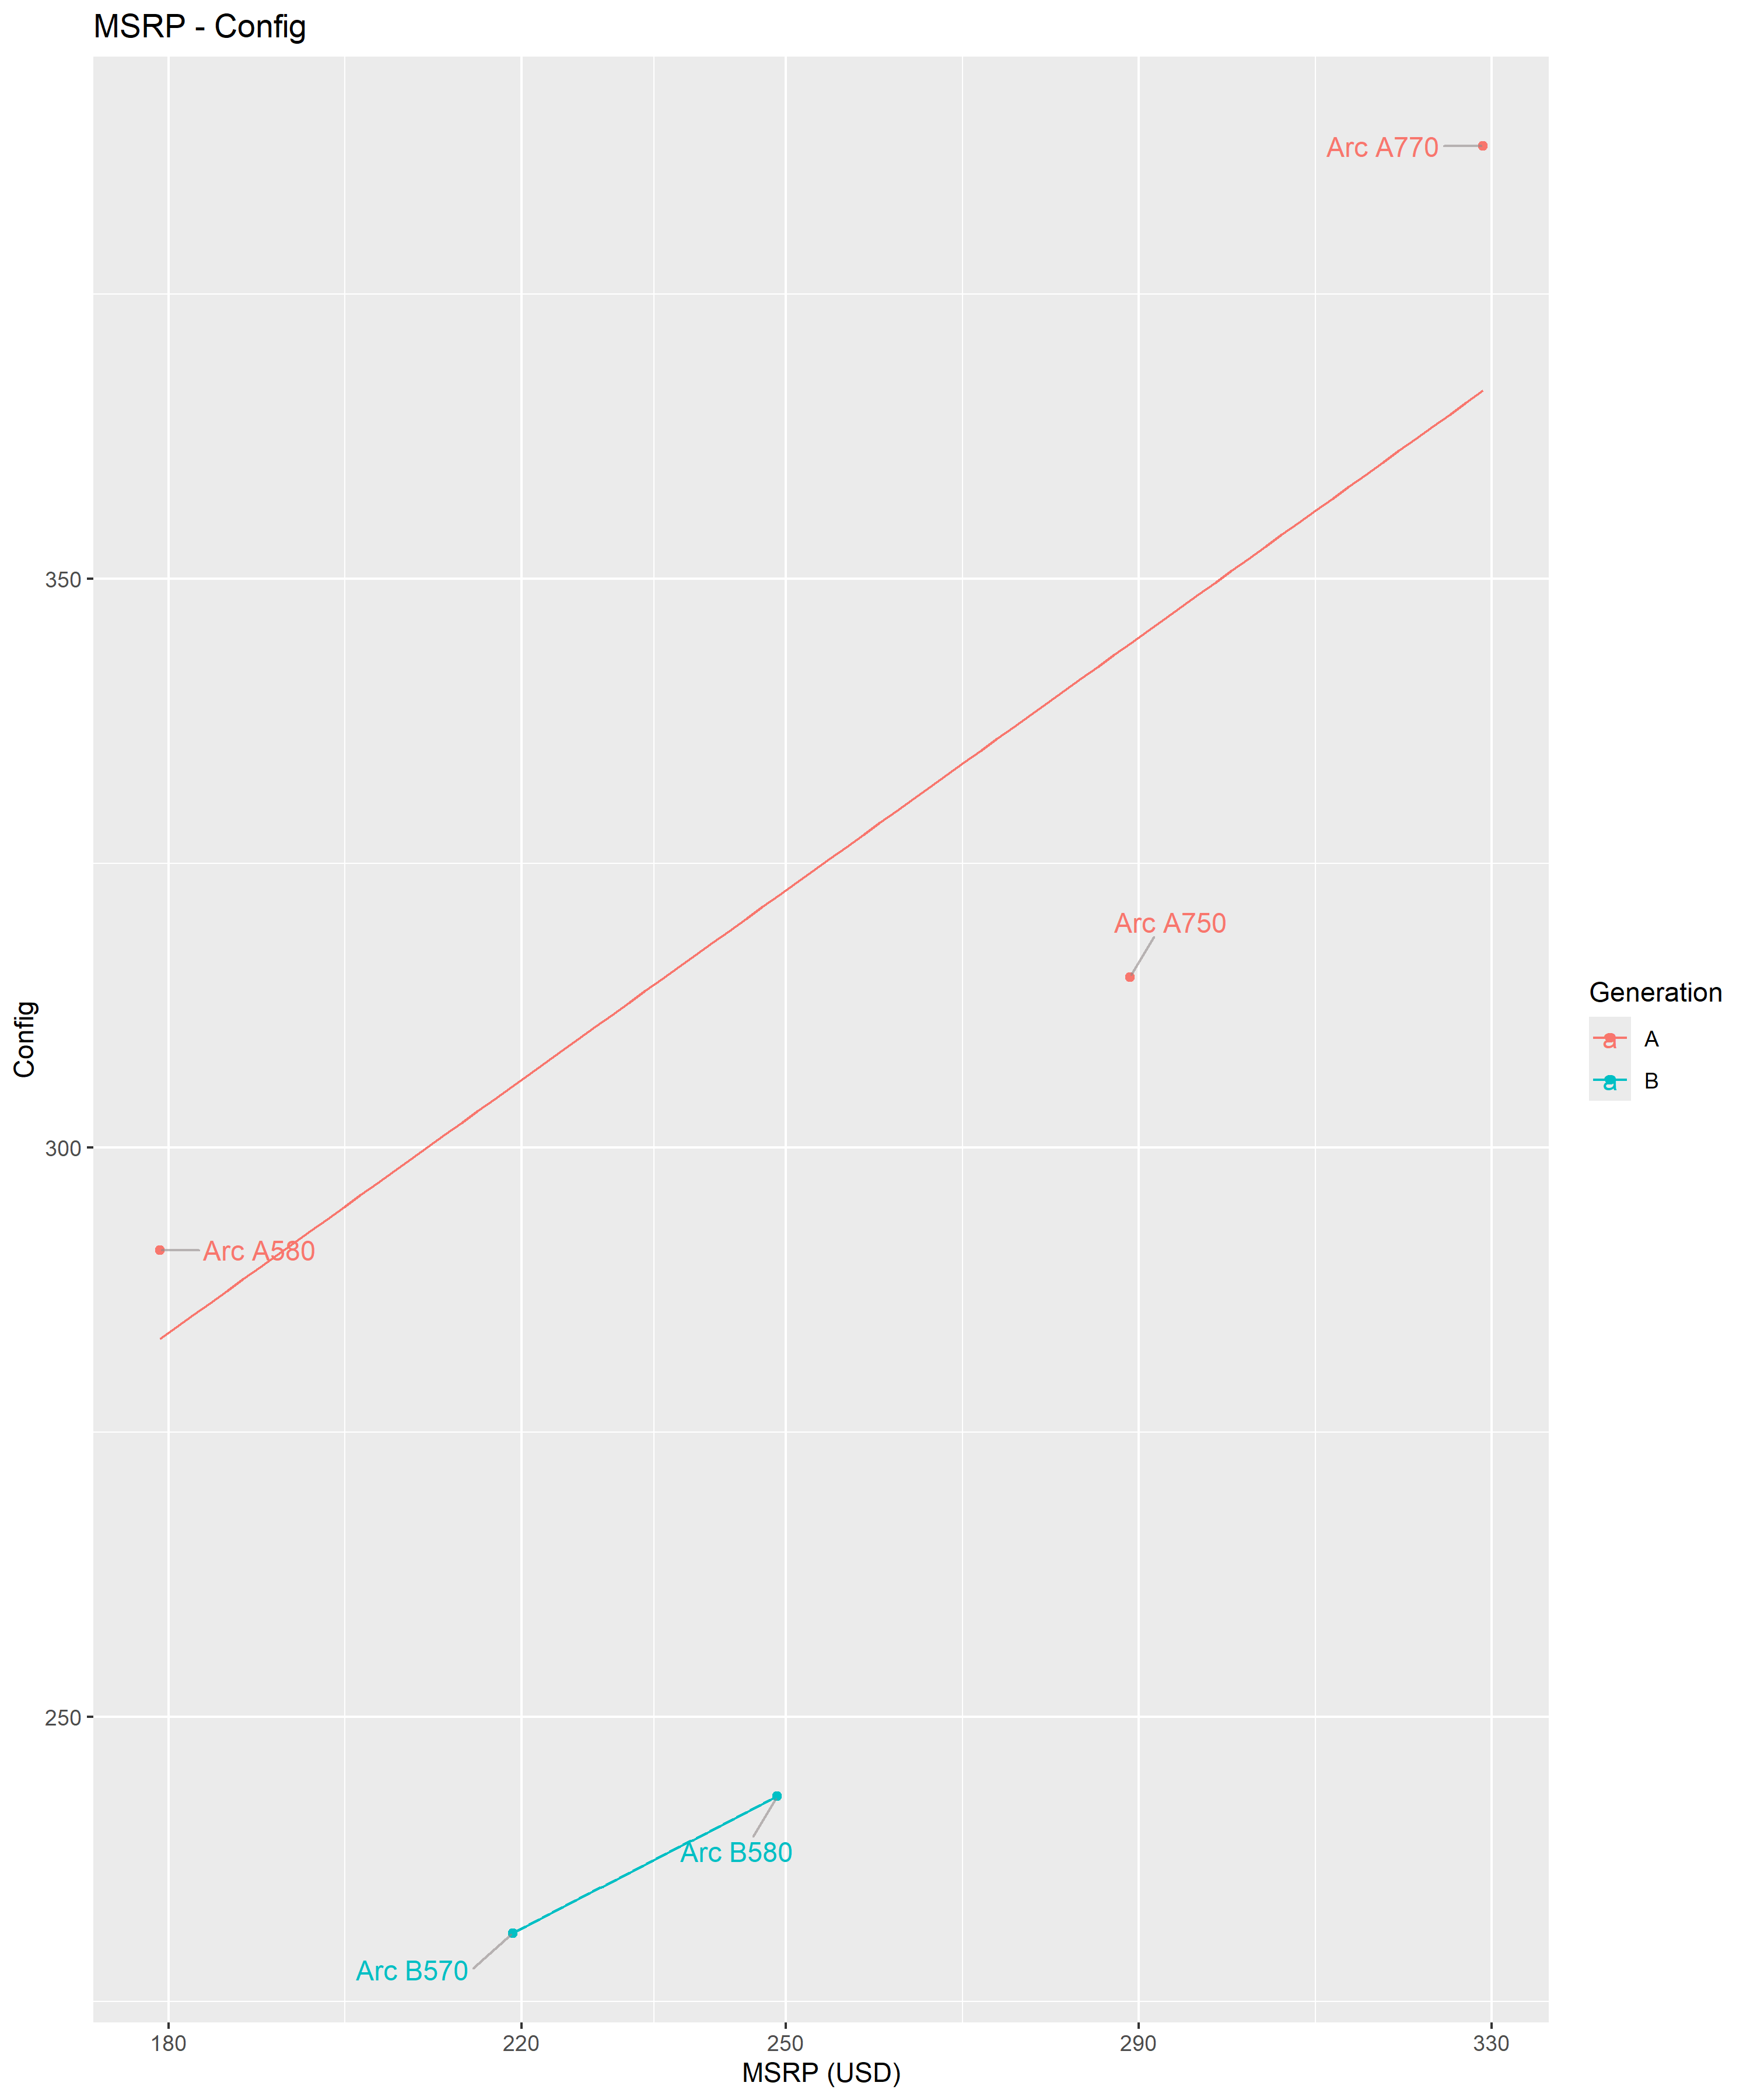 MSRP - Config
Arc A770
350
Arc A750
Config
Generation
a A
a B
300
Arc A580
250
Arc B580
Arc B570
180 220 250 290 330
MSRP (USD)